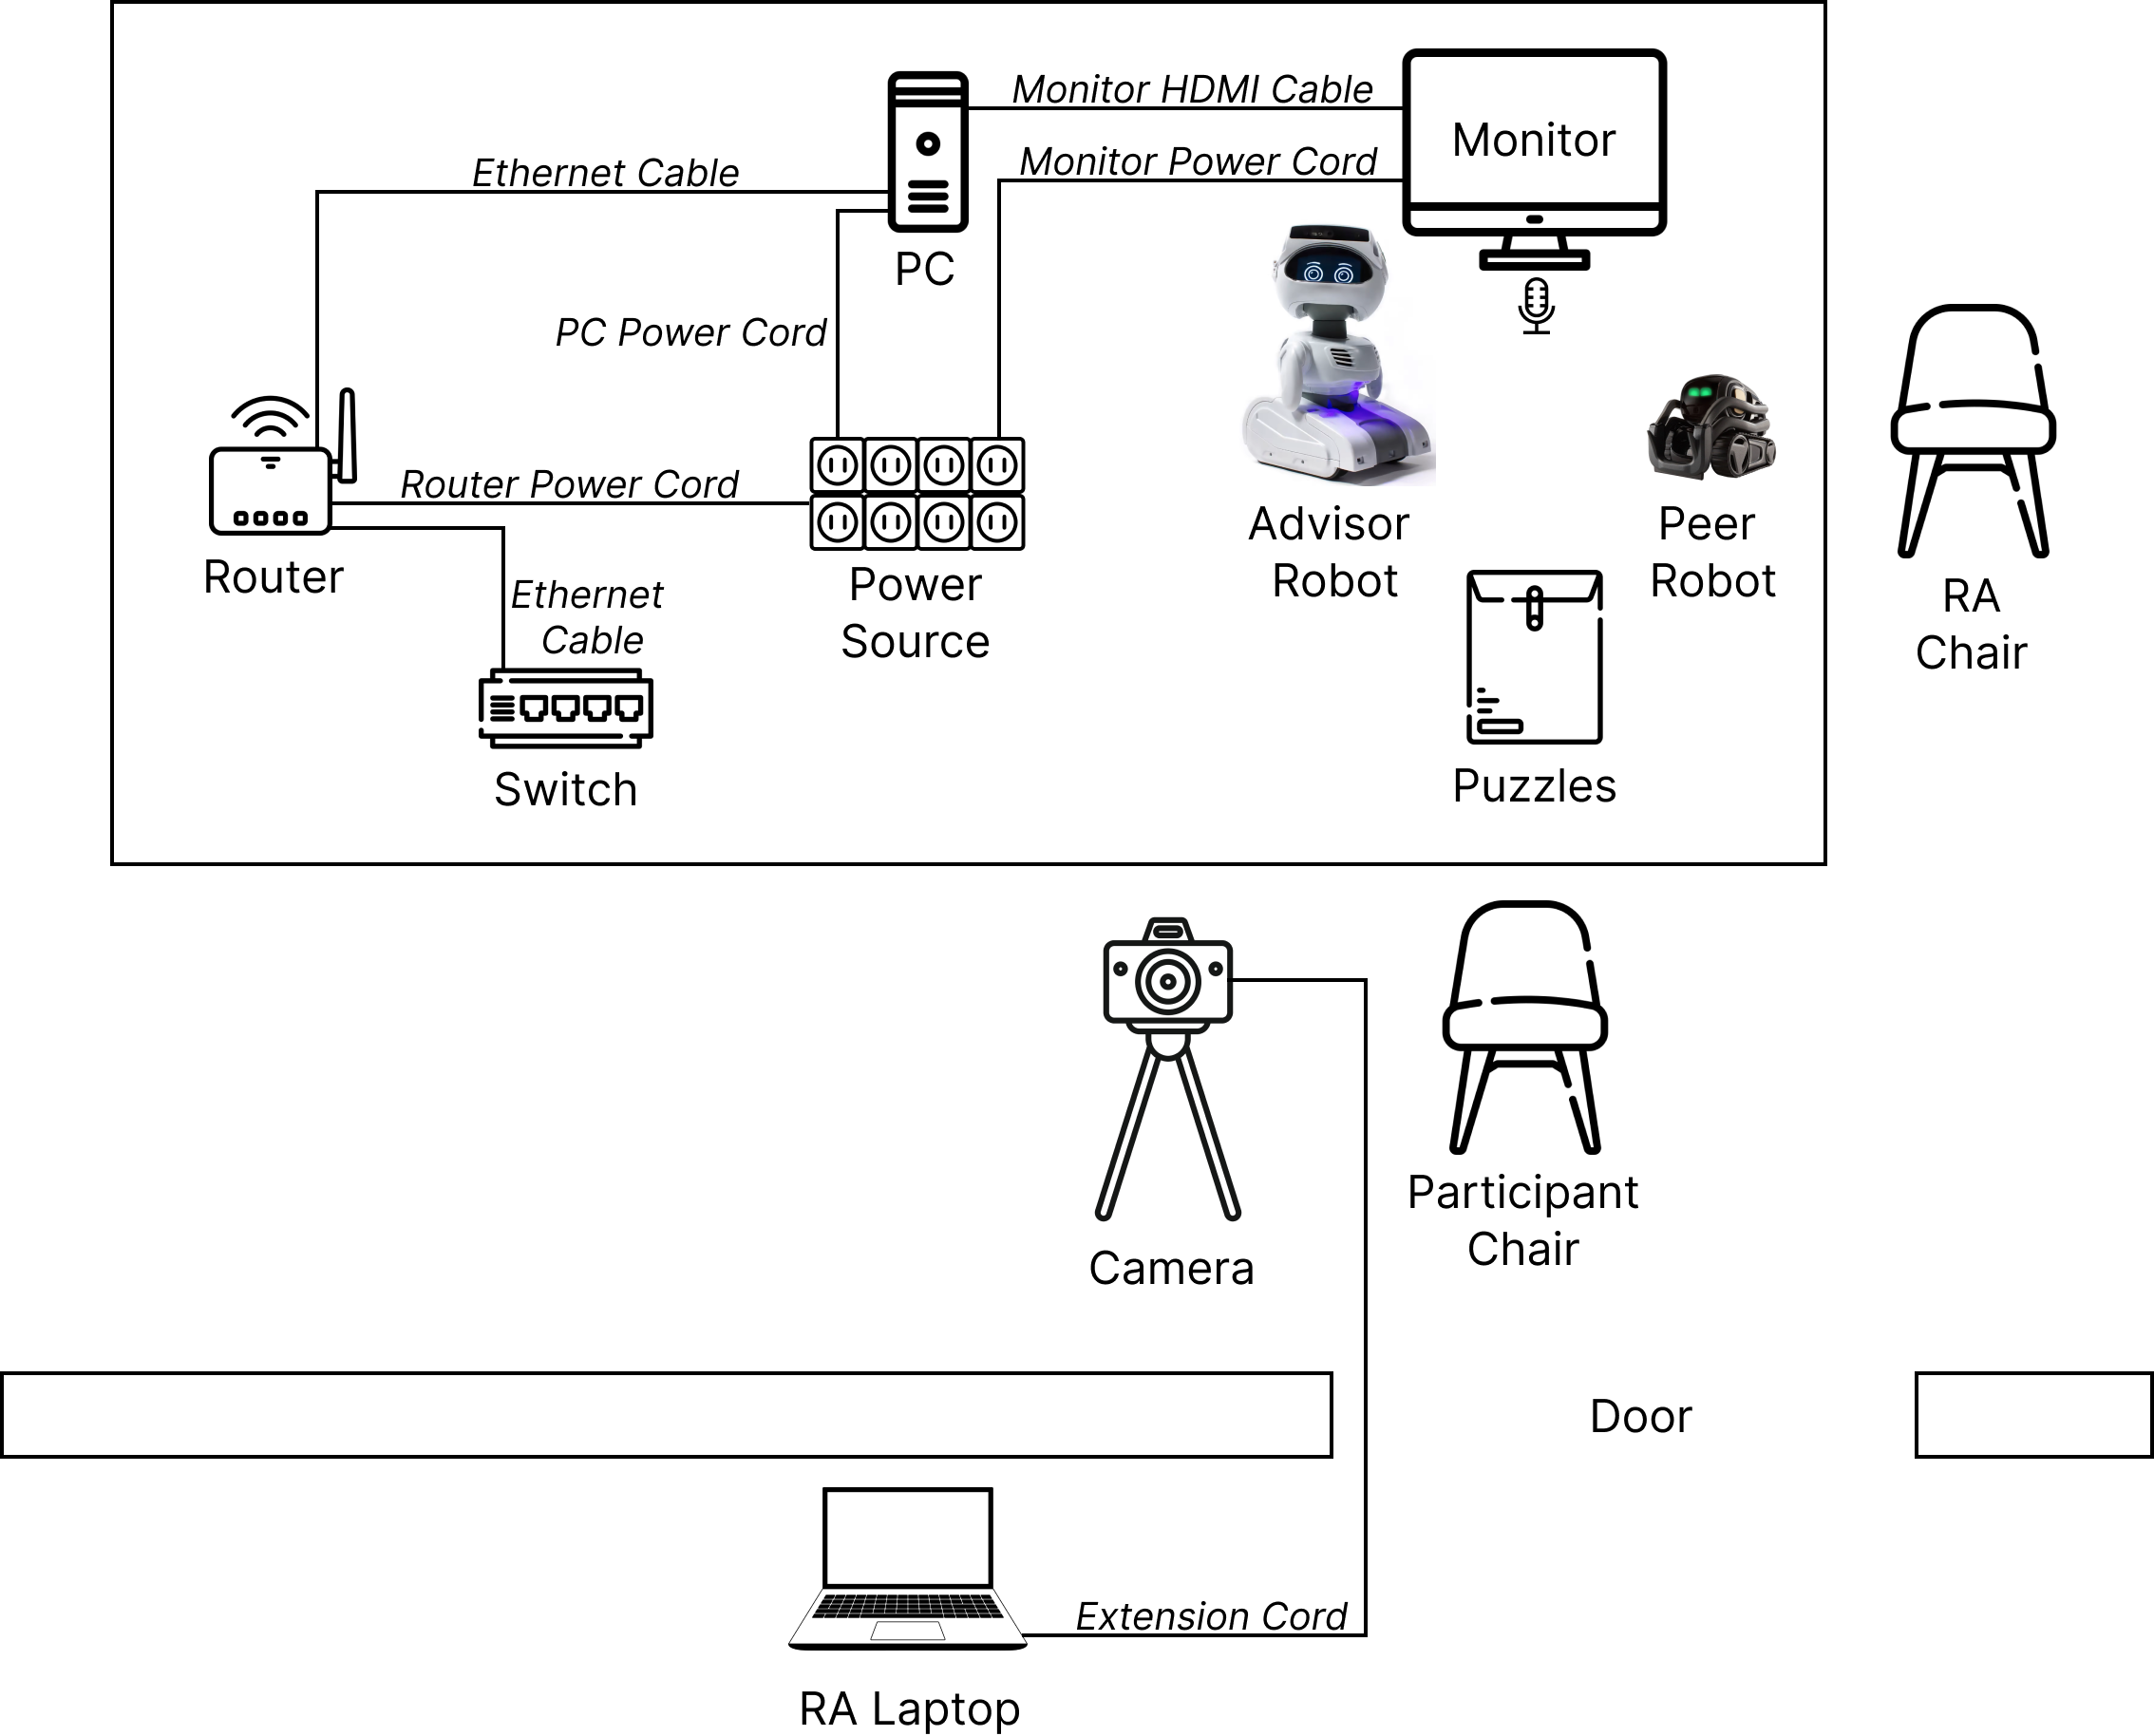 Monitor HDMI Cable
Monitor
Ethernet Cable
Monitor Power Cord
PC
PC Power Cord
Router Power Cord
Advisor
Robot
Peer
Robot
Router
Ethernet
Cable
Power
Source
RA
Chair
Switch
Puzzles
Participant
Chair
Camera
Door
Extension Cord
RA Laptop